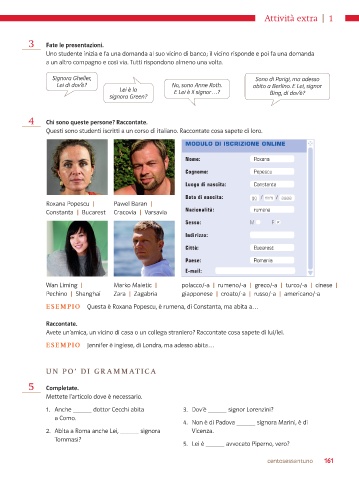 Attività extra | 1
3 Fate le presentazioni.
Uno studente inizia e fa una domanda al suo vicino di banco; il vicino risponde e poi fa una domanda
a un altro compagno e così via. Tutti rispondono almeno una volta.
Signora Gheller,
Lei di dov'è?
Lei è la
signora Green?
No, sono Anne Roth.
E Lei è il signor…?
Sono di Parigi, ma adesso
abito a Berlino. E Lei, signor
Bing, di dov'è?
4 Chi sono queste persone? Raccontate.
Questi sono studenti iscritti a un corso di italiano. Raccontate cosa sapete di loro.
Roxana Popescu |
Constanta | Bucarest
Pawel Baran |
Cracovia | Varsavia
MODULO DI ISCRIZIONE ONLINE
Nome: Roxana
Cognome: Popescu
Luogo di nascita: Constanta
Data di nascita:
Nazionalità: rumena
Sesso: M F
Indirizzo:
Città: Bucarest
Paese: Romania
E-mail:
Wan Liming |
Pechino | Shanghai
Marko Maletic |
Zara | Zagabria
polacco/-a | rumeno/-a | greco/-a | turco/-a | cinese |
giapponese | croato/-a | russo/-a | americano/-a
ESEMPIO Questa è Roxana Popescu, è rumena, di Constanta, ma abita a…
Raccontate.
Avete un'amica, un vicino di casa o un collega straniero? Raccontate cosa sapete di lui/lei.
ESEMPIO Jennifer è inglese, di Londra, ma adesso abita…
UN PO' DI GRAMMATICA
5 Completate.
Mettete l'articolo dove è necessario.
1. Anche ______ dottor Cecchi abita
a Como.
2. Abita a Roma anche Lei, ______ signora
Tommasi?
3. Dov'è ______ signor Lorenzini?
4. Non è di Padova ______ signora Marini, è di
Vicenza.
5. Lei è ______ avvocato Piperno, vero?
centosessantuno 161